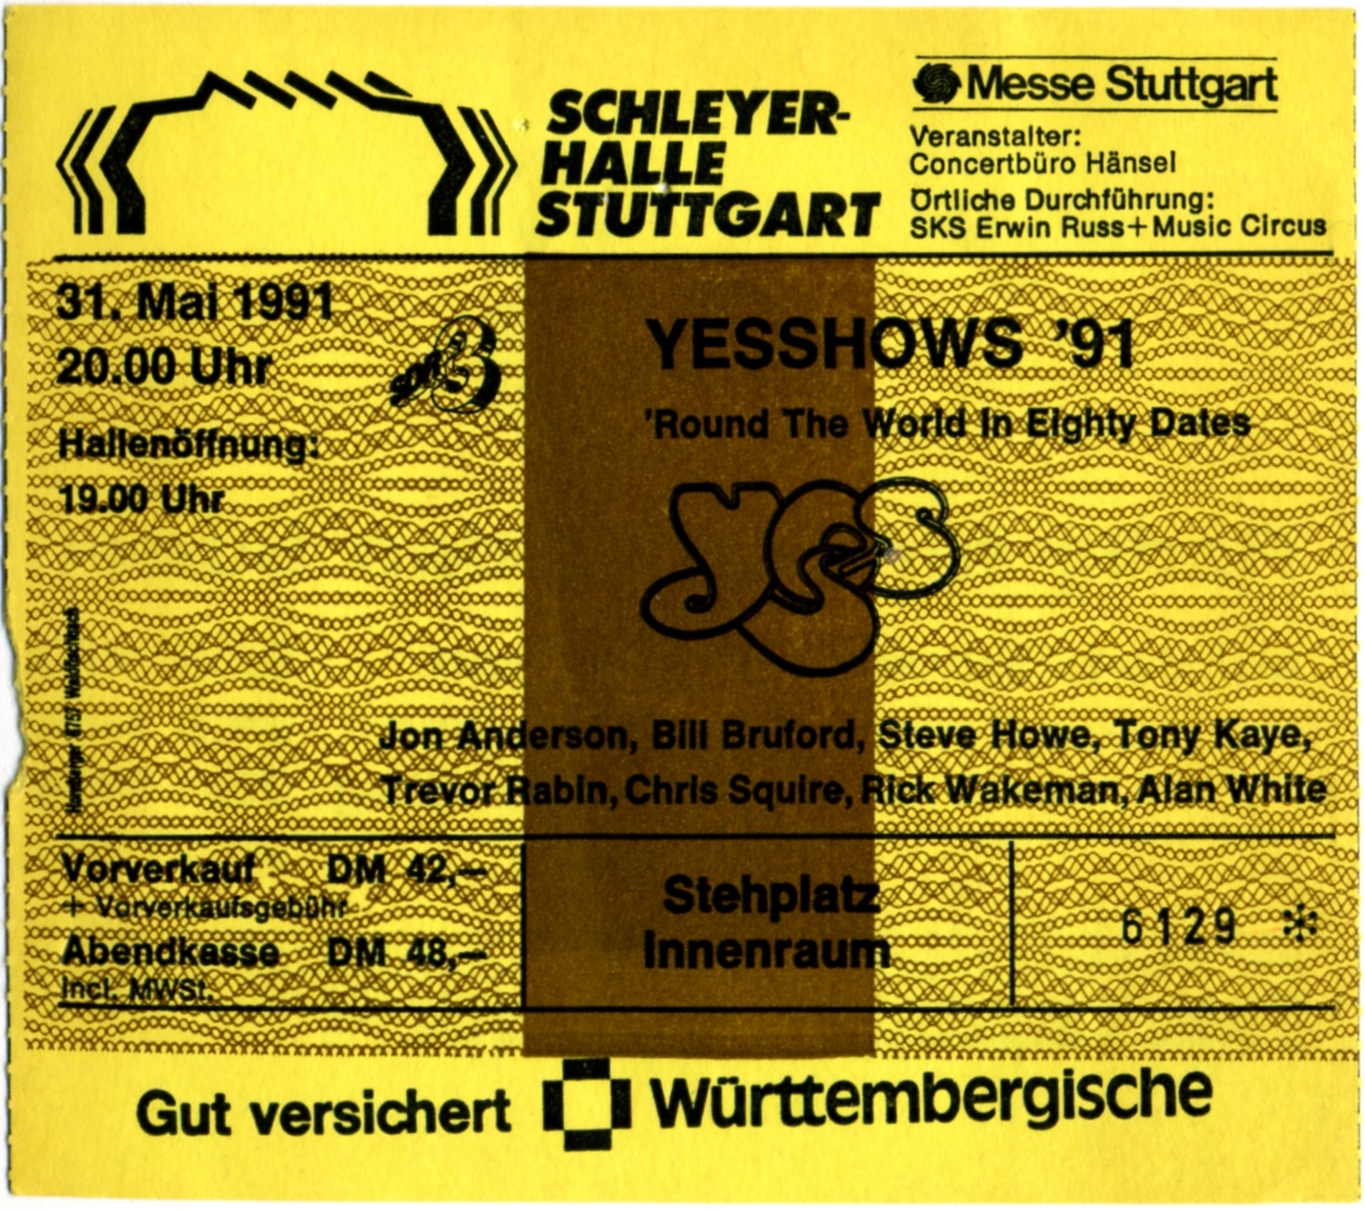 SCHLEYER-
HALLE
STUTTGART
Messe Stuttgart
Veranstalter:
Concertbüro Hänsel
Örtliche Durchführung:
SKS Erwin Russ+Music Circus
31. Mai 1991
20.00 Uhr
Hallenöffnung:
19.00 Uhr
YESSHOWS '91
'Round The World In Eighty Dates
YES
Jon Anderson, Bill Bruford, Steve Howe, Tony Kaye,
Trevor Rabin, Chris Squire, Rick Wakeman, Alan White
Vorverkauf DM 42,—
+ Vorverkaufsgebühr
Abendkasse DM 48,—
incl. MWSt.
Stehplatz
Innenraum
6129 *
Gut versichert Württembergische